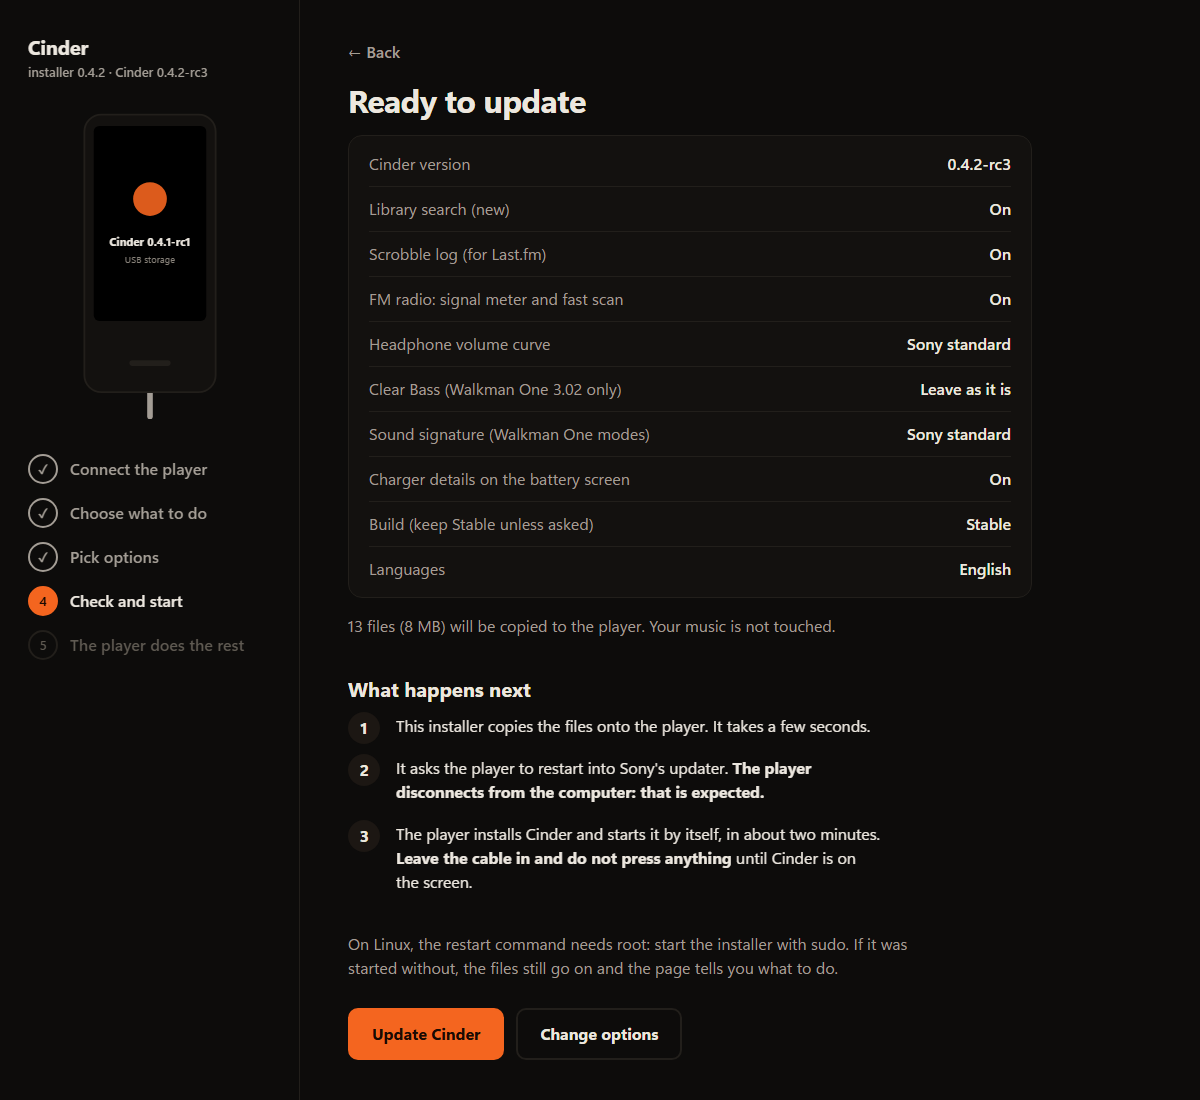 Cinder
installer 0.4.2 · Cinder 0.4.2-rc3
Cinder 0.4.1-rc1
USB storage
✓ Connect the player
✓ Choose what to do
✓ Pick options
4 Check and start
5 The player does the rest
← Back
Ready to update
Cinder version 0.4.2-rc3
Library search (new) On
Scrobble log (for Last.fm) On
FM radio: signal meter and fast scan On
Headphone volume curve Sony standard
Clear Bass (Walkman One 3.02 only) Leave as it is
Sound signature (Walkman One modes) Sony standard
Charger details on the battery screen On
Build (keep Stable unless asked) Stable
Languages English
13 files (8 MB) will be copied to the player. Your music is not touched.
What happens next
1 This installer copies the files onto the player. It takes a few seconds.
2 It asks the player to restart into Sony's updater. The player
disconnects from the computer: that is expected.
3 The player installs Cinder and starts it by itself, in about two minutes.
Leave the cable in and do not press anything until Cinder is on
the screen.
On Linux, the restart command needs root: start the installer with sudo. If it was
started without, the files still go on and the page tells you what to do.
Update Cinder
Change options